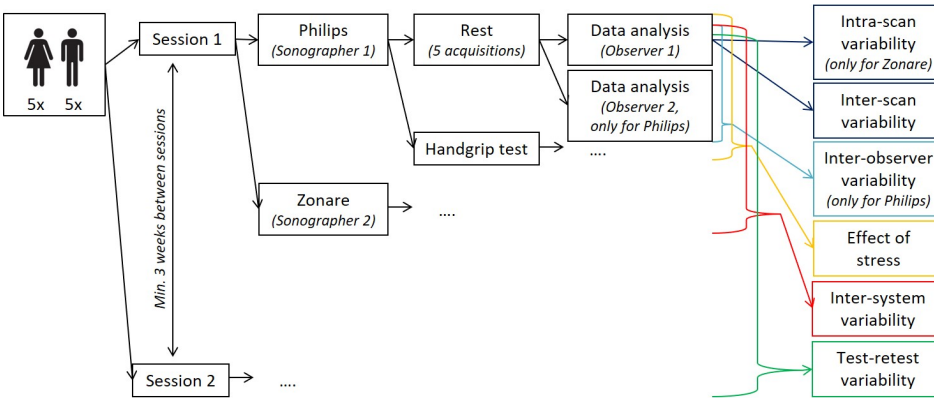 5x 5x
Session 1
Min. 3 weeks between sessions
Session 2
....
Philips
(Sonographer 1)
Zonare
(Sonographer 2)
....
Rest
(5 acquisitions)
Handgrip test
....
Data analysis
(Observer 1)
Data analysis
(Observer 2,
only for Philips)
Intra-scan
variability
(only for Zonare)
Inter-scan
variability
Inter-observer
variability
(only for Philips)
Effect of
stress
Inter-system
variability
Test-retest
variability